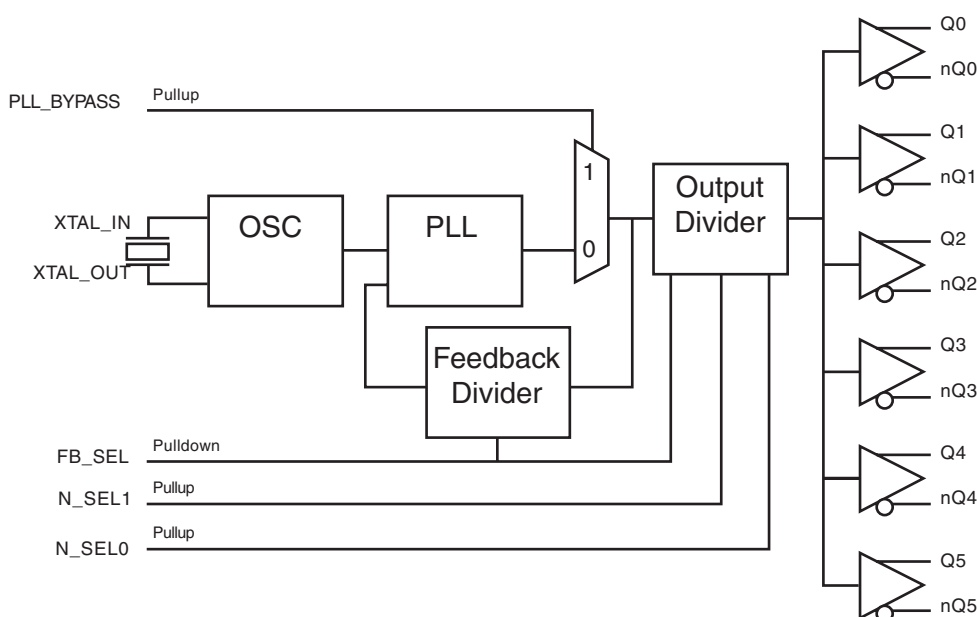 PLL_BYPASS
Pullup
XTAL_IN
XTAL_OUT
OSC
PLL
1
0
Output
Divider
Feedback
Divider
FB_SEL
Pulldown
N_SEL1
Pullup
N_SEL0
Pullup
Q0
nQ0
Q1
nQ1
Q2
nQ2
Q3
nQ3
Q4
nQ4
Q5
nQ5